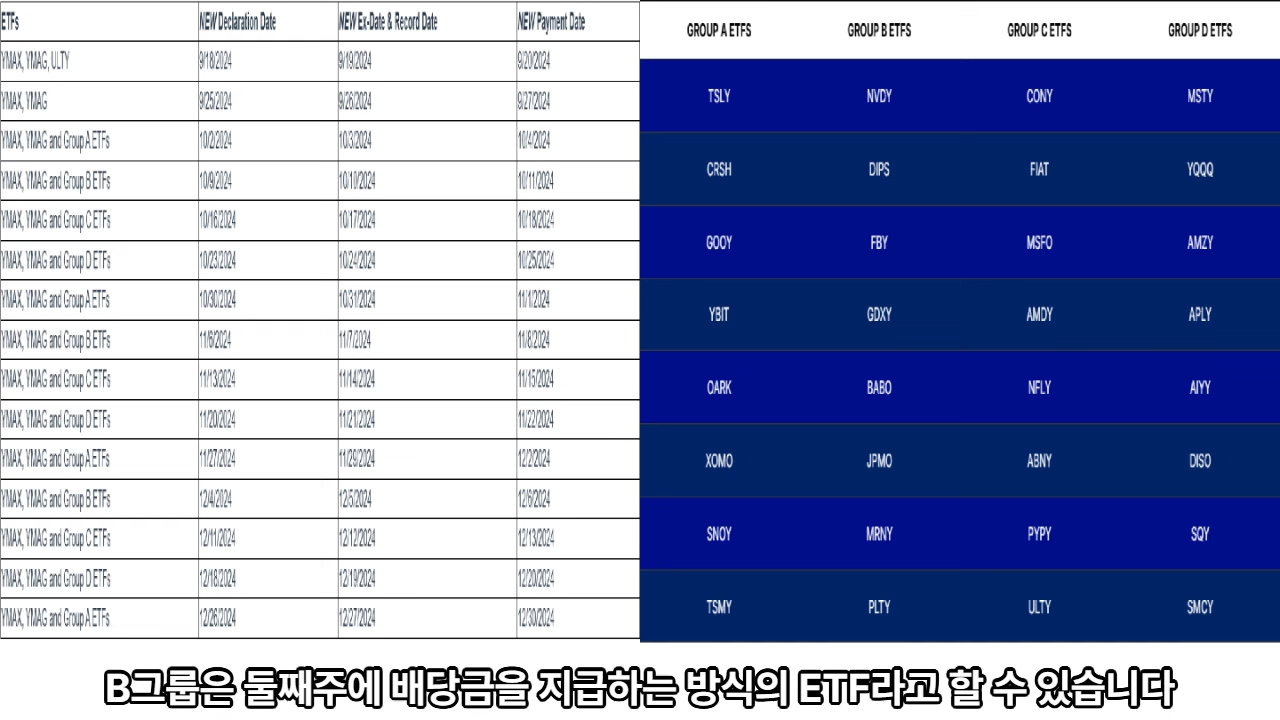 ETFs NEW Declaration Date NEW Ex-Date & Record Date NEW Payment Date
YMAX, YMAG, ULTY 9/18/2024 9/19/2024 9/20/2024
YMAX, YMAG 9/25/2024 9/26/2024 9/27/2024
YMAX, YMAG and Group A ETFs 10/2/2024 10/3/2024 10/4/2024
YMAX, YMAG and Group B ETFs 10/9/2024 10/10/2024 10/11/2024
YMAX, YMAG and Group C ETFs 10/16/2024 10/17/2024 10/18/2024
YMAX, YMAG and Group D ETFs 10/23/2024 10/24/2024 10/25/2024
YMAX, YMAG and Group A ETFs 10/30/2024 10/31/2024 11/1/2024
YMAX, YMAG and Group B ETFs 11/6/2024 11/7/2024 11/8/2024
YMAX, YMAG and Group C ETFs 11/13/2024 11/14/2024 11/15/2024
YMAX, YMAG and Group D ETFs 11/20/2024 11/21/2024 11/22/2024
YMAX, YMAG and Group A ETFs 11/27/2024 11/29/2024 12/2/2024
YMAX, YMAG and Group B ETFs 12/4/2024 12/5/2024 12/6/2024
YMAX, YMAG and Group C ETFs 12/11/2024 12/12/2024 12/13/2024
YMAX, YMAG and Group D ETFs 12/18/2024 12/19/2024 12/20/2024
YMAX, YMAG and Group A ETFs 12/26/2024 12/27/2024 12/30/2024
GROUP A ETFS GROUP B ETFS GROUP C ETFS GROUP D ETFS
TSLY NVDY CONY MSTY
CRSH DIPS FIAT YQQQ
GOOY FBY MSFO AMZY
YBIT GDXY AMDY APLY
OARK BABO NFLY AIYY
XOMO JPMO ABNY DISO
SNOY MRNY PYPY SQY
TSMY PLTY ULTY SMCY
B그룹은 둘째주에 배당금을 지급하는 방식의 ETF라고 할 수 있습니다